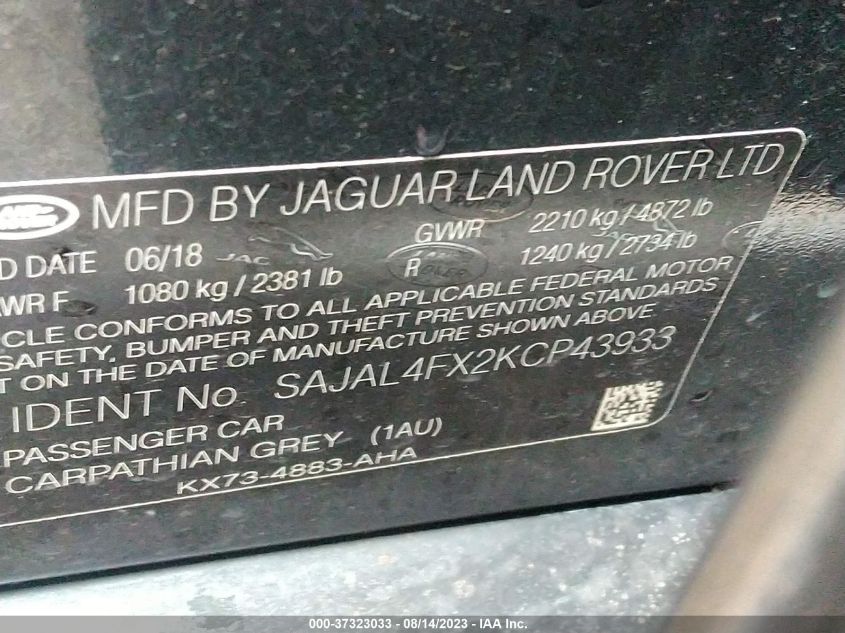 MFD BY JAGUAR LAND ROVER LTD
D DATE 06/18 GVWR 2210 kg / 4872 lb
WR F 1080 kg / 2381 lb R 1240 kg / 2734 lb
CLE CONFORMS TO ALL APPLICABLE FEDERAL MOTOR
SAFETY, BUMPER AND THEFT PREVENTION STANDARDS
T ON THE DATE OF MANUFACTURE SHOWN ABOVE
IDENT No. SAJAL4FX2KCP43933
PASSENGER CAR
CARPATHIAN GREY (1AU)
KX73-4883-AHA
000-37323033 - 08/14/2023 - IAA Inc.